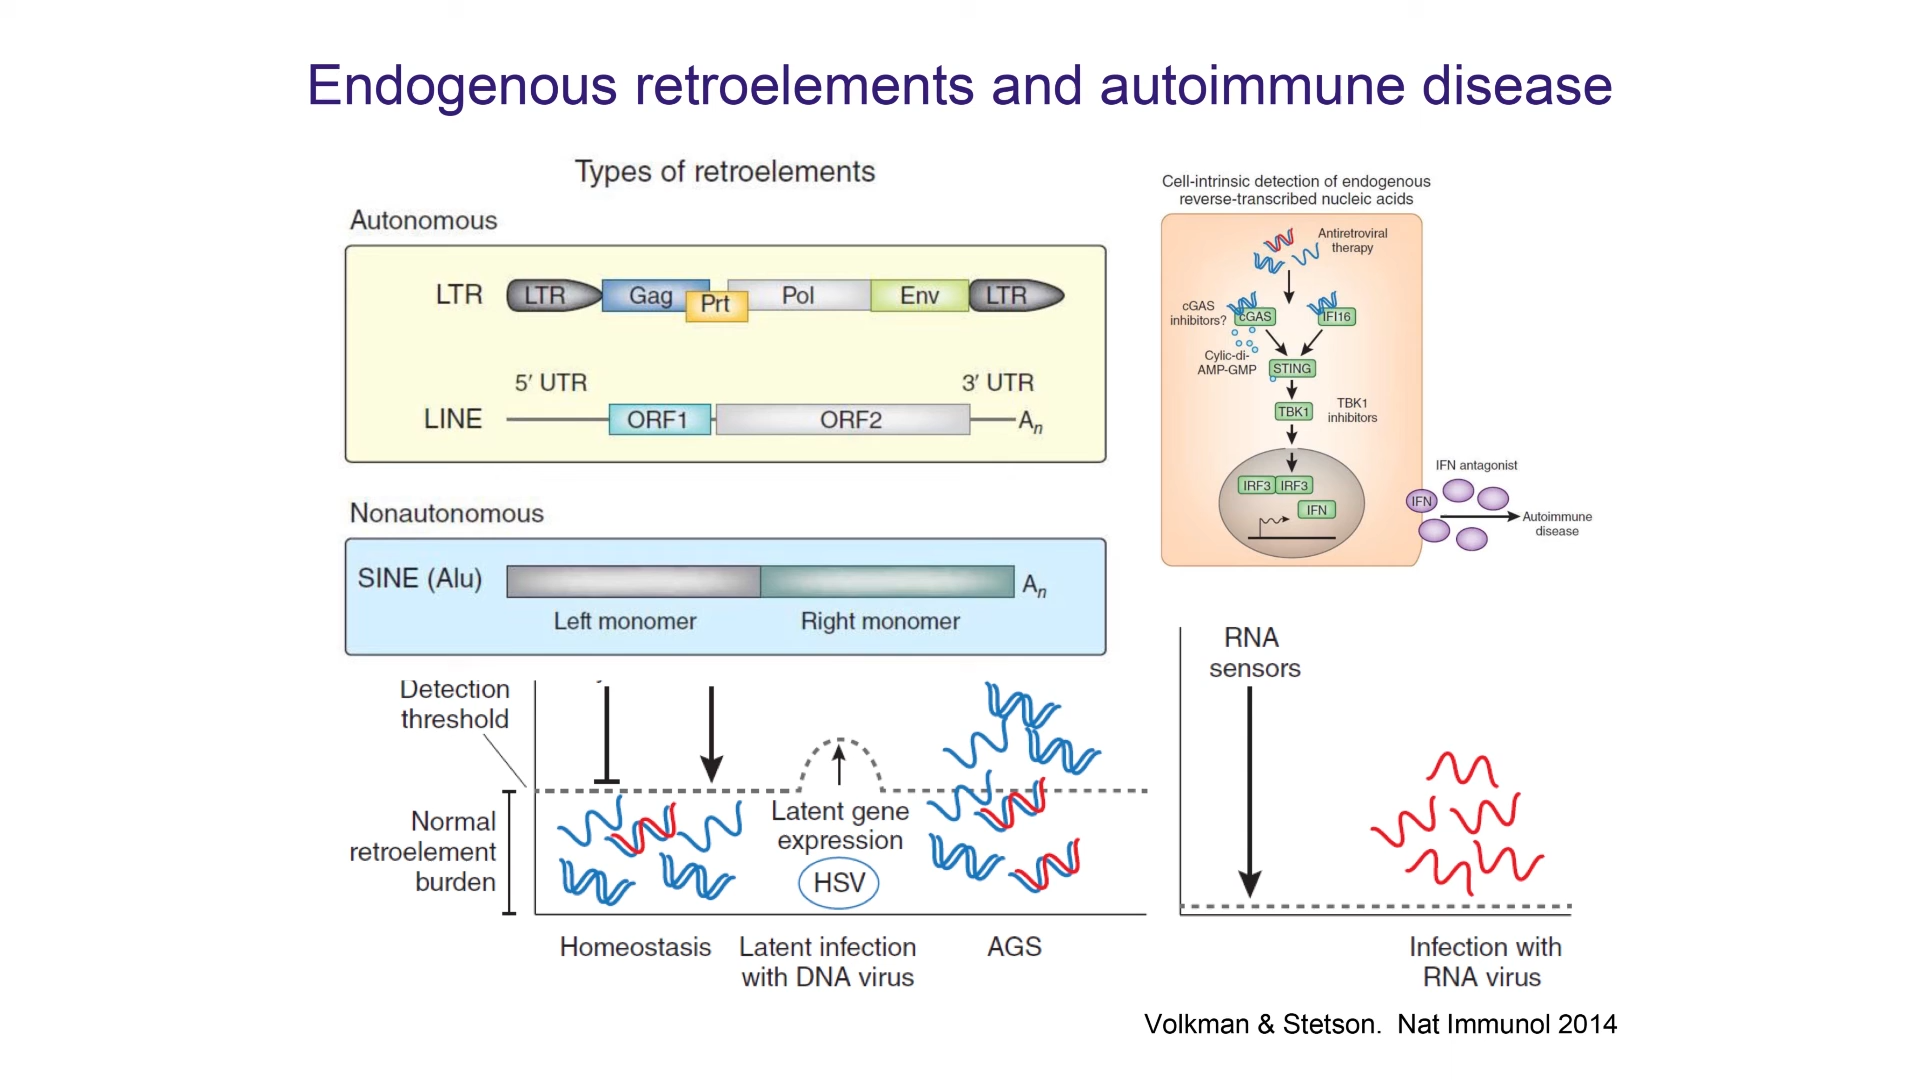 Endogenous retroelements and autoimmune disease
Types of retroelements
Autonomous
LTR
LTR
Gag
Prt
Pol
Env
LTR
5′ UTR
3′ UTR
LINE
ORF1
ORF2
An
Nonautonomous
SINE (Alu)
An
Left monomer
Right monomer
Cell-intrinsic detection of endogenous
reverse-transcribed nucleic acids
Antiretroviral
therapy
cGAS
inhibitors?
cGAS
IFI16
Cylic-di-
AMP-GMP
STING
TBK1
TBK1
inhibitors
IRF3
IRF3
IFN
IFN antagonist
IFN
Autoimmune
disease
Detection
threshold
Normal
retroelement
burden
Latent gene
expression
HSV
Homeostasis
Latent infection
with DNA virus
AGS
RNA
sensors
Infection with
RNA virus
Volkman & Stetson. Nat Immunol 2014